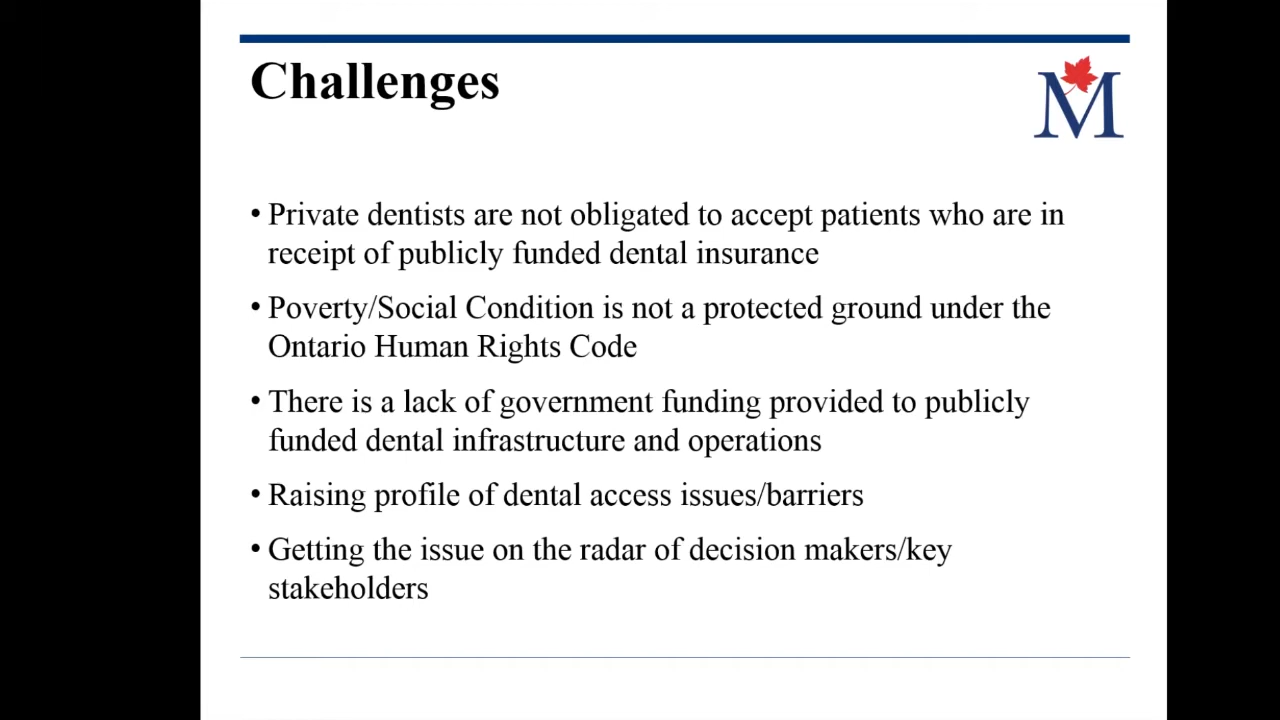 Challenges
M
• Private dentists are not obligated to accept patients who are in
receipt of publicly funded dental insurance
• Poverty/Social Condition is not a protected ground under the
Ontario Human Rights Code
• There is a lack of government funding provided to publicly
funded dental infrastructure and operations
• Raising profile of dental access issues/barriers
• Getting the issue on the radar of decision makers/key
stakeholders